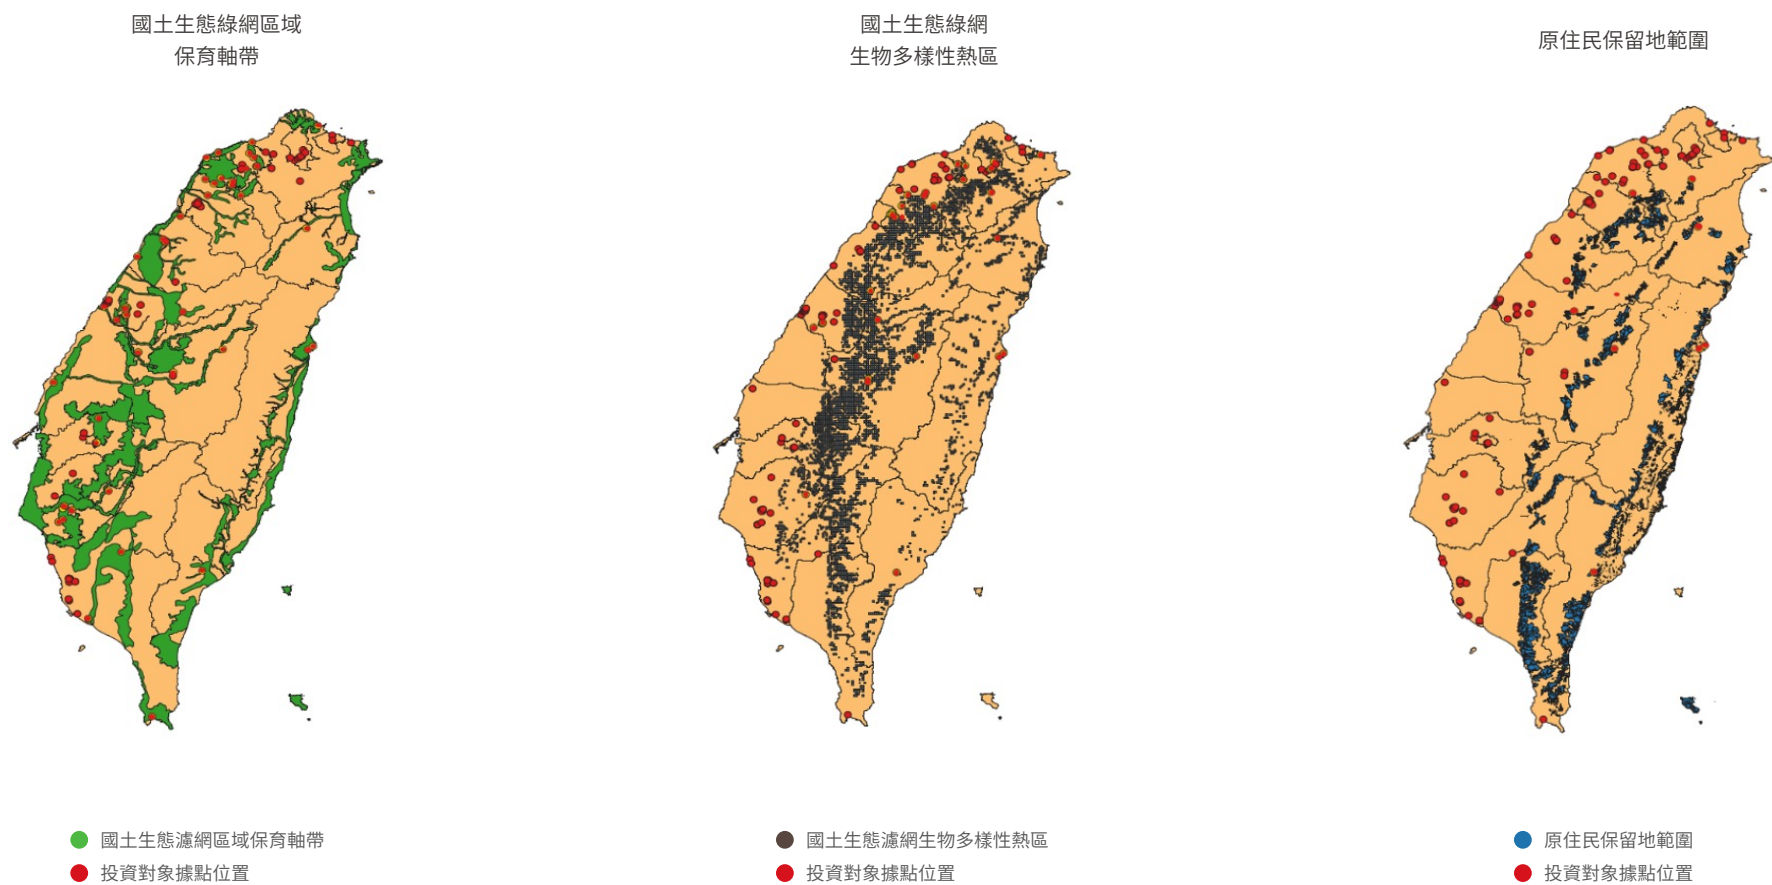 國土生態綠網區域
保育軸帶
國土生態綠網
生物多樣性熱區
原住民保留地範圍
國土生態濾網區域保育軸帶
投資對象據點位置
國土生態濾網生物多樣性熱區
投資對象據點位置
原住民保留地範圍
投資對象據點位置